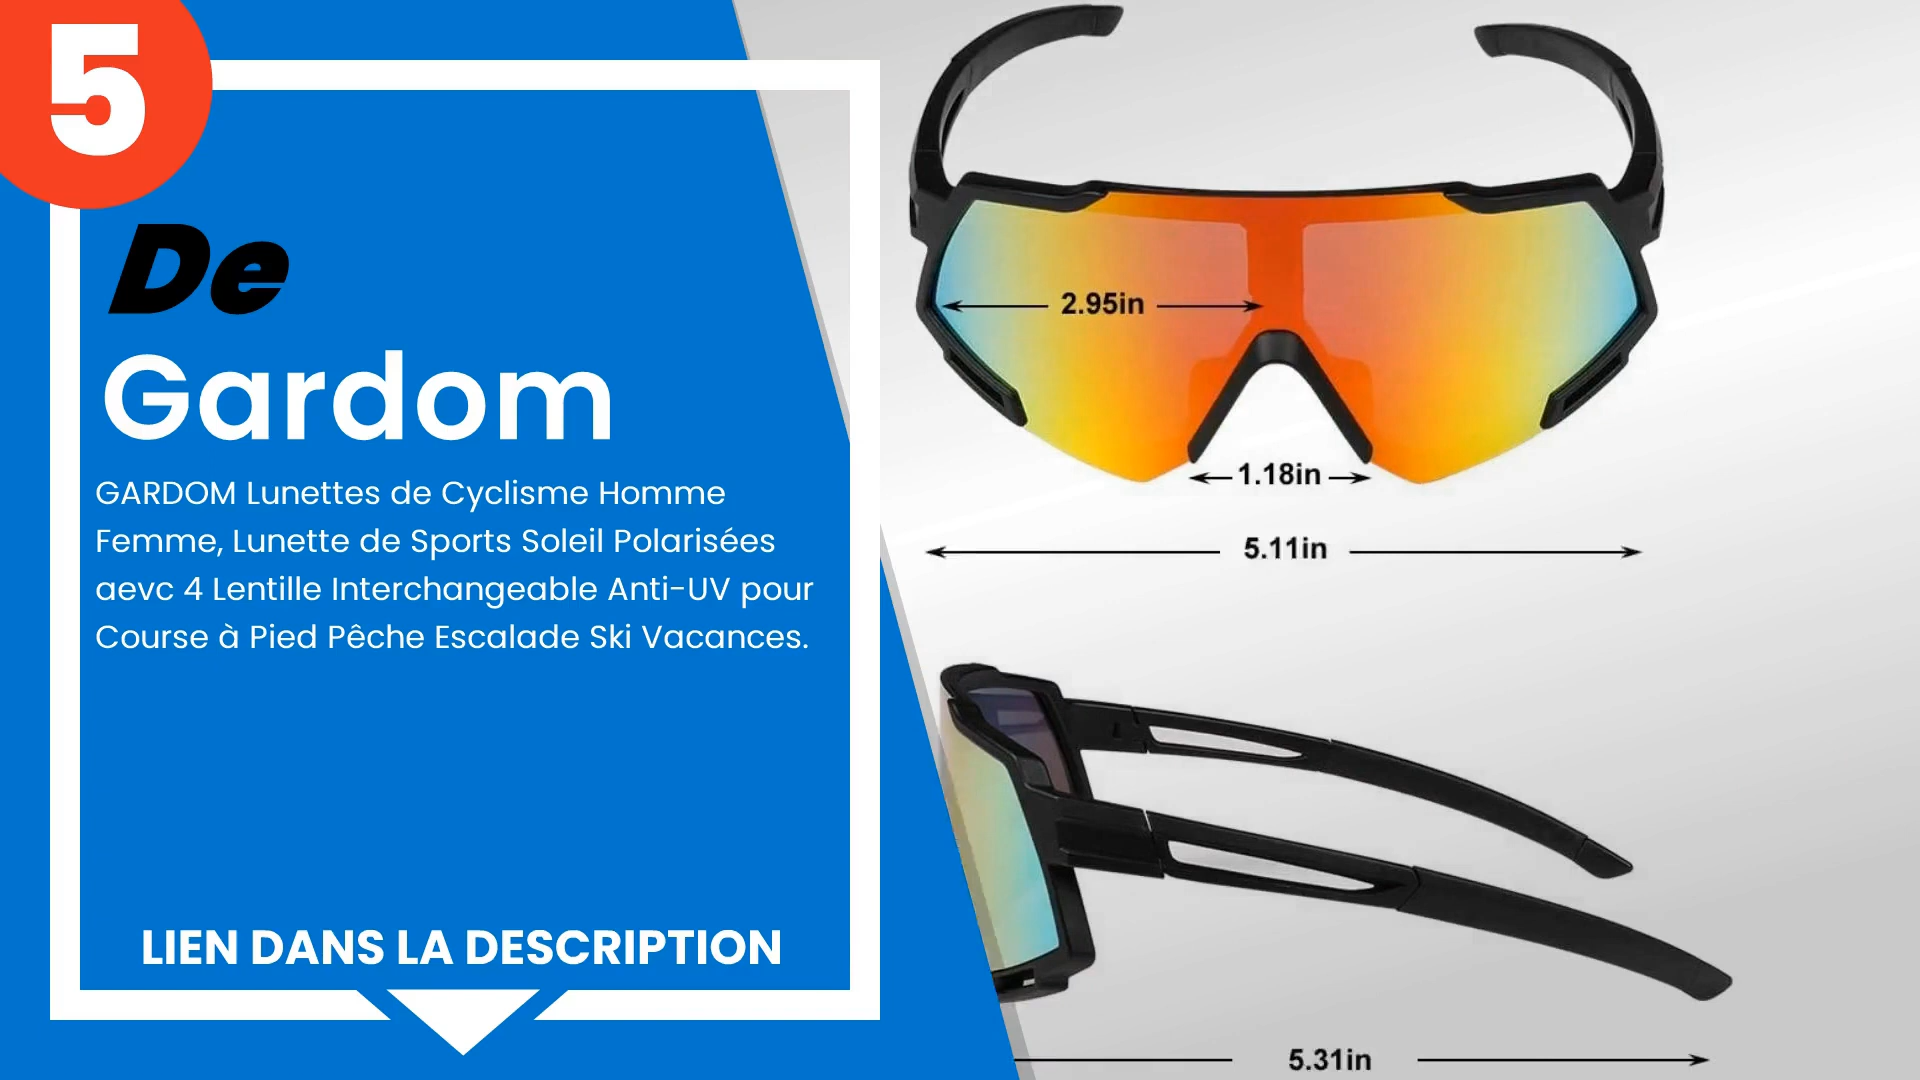 5
De
Gardom
GARDOM Lunettes de Cyclisme Homme
Femme, Lunette de Sports Soleil Polarisées
aevc 4 Lentille Interchangeable Anti-UV pour
Course à Pied Pêche Escalade Ski Vacances.
LIEN DANS LA DESCRIPTION
2.95in
1.18in
5.11in
5.31in